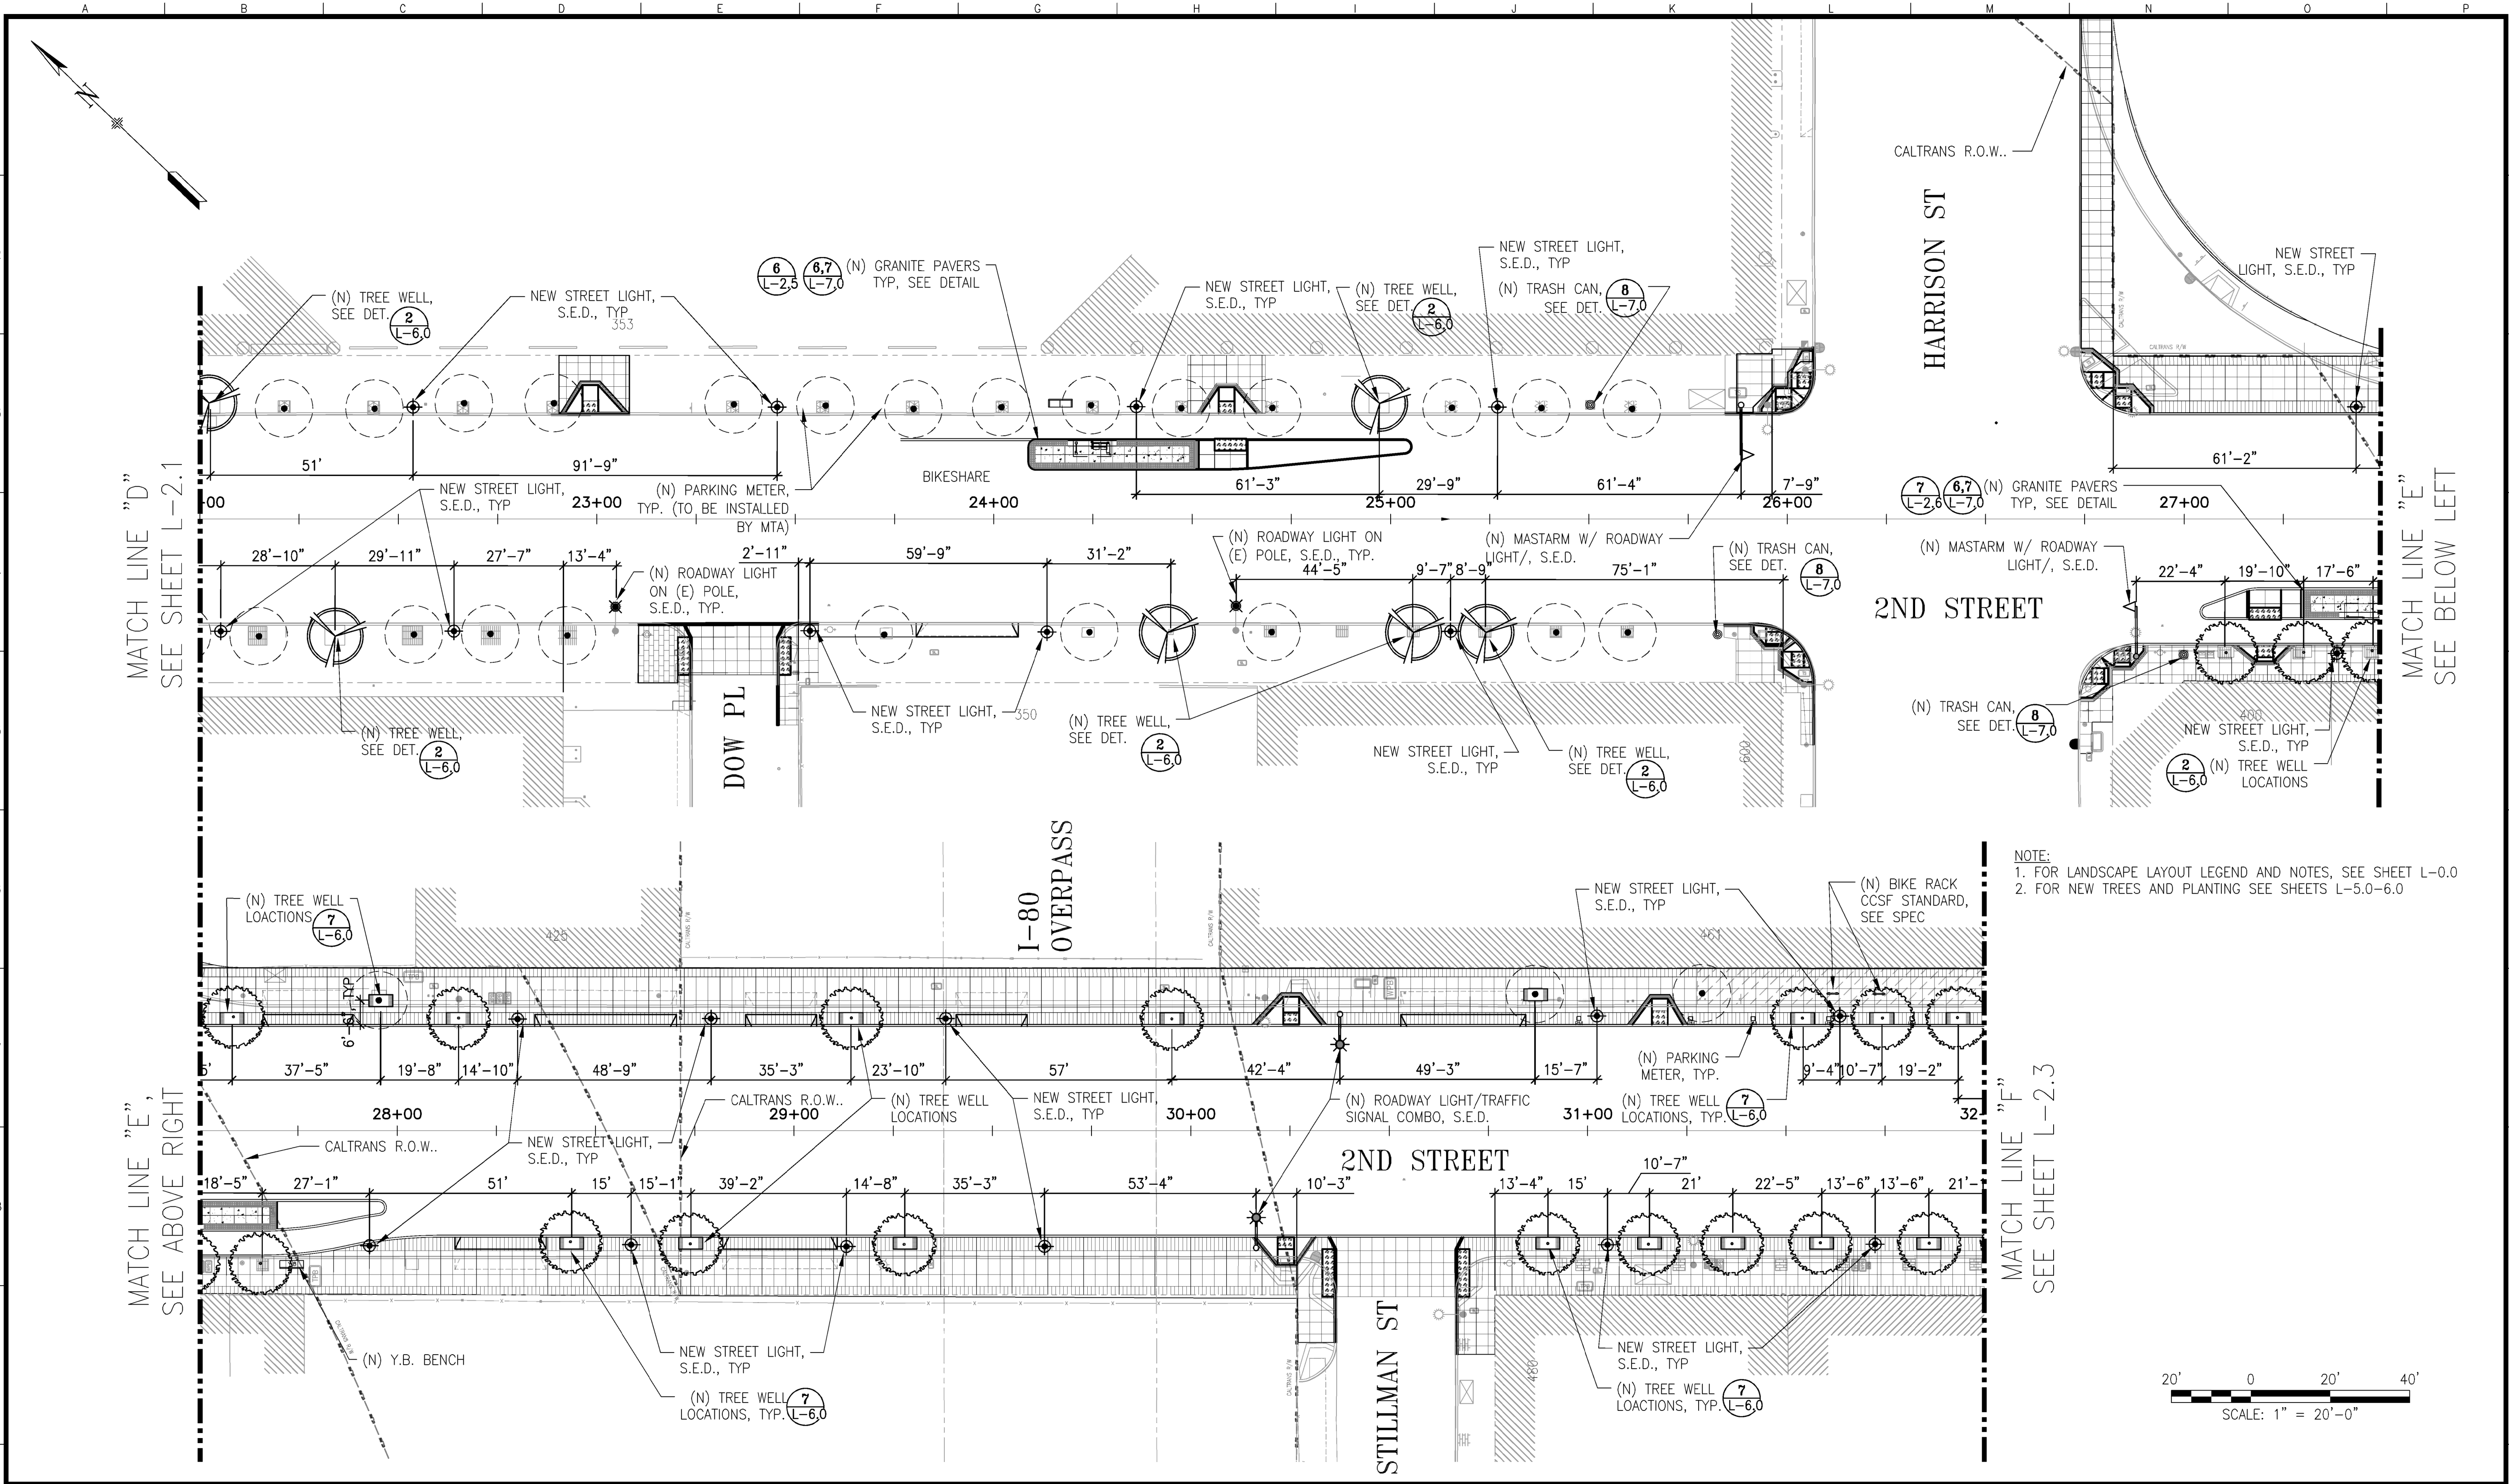 A B C D E F G H I J K L M N O P
N
CALTRANS R.O.W..
HARRISON ST
CALTRANS R/W
CALTRANS R/W
NEW STREET
LIGHT, S.E.D., TYP
(N) TREE WELL,
SEE DET.
2
L-6.0
NEW STREET LIGHT,
S.E.D., TYP
353
6
L-2.5
6,7
L-7.0
(N) GRANITE PAVERS
TYP, SEE DETAIL
NEW STREET LIGHT,
S.E.D., TYP
(N) TREE WELL,
SEE DET.
2
L-6.0
NEW STREET LIGHT,
S.E.D., TYP
(N) TRASH CAN,
SEE DET.
8
L-7.0
MATCH LINE "D"
SEE SHEET L-2.1
51' 91'-9"
NEW STREET LIGHT,
S.E.D., TYP
(N) PARKING METER,
TYP. (TO BE INSTALLED
BY MTA)
BIKESHARE
61'-3" 29'-9" 61'-4" 7'-9"
61'-2"
-00 23+00 24+00 25+00 26+00 27+00
7
L-2.6
6,7
L-7.0
(N) GRANITE PAVERS
TYP, SEE DETAIL
MATCH LINE "E"
SEE BELOW LEFT
28'-10" 29'-11" 27'-7" 13'-4" 2'-11" 59'-9" 31'-2"
(N) ROADWAY LIGHT
ON (E) POLE,
S.E.D., TYP.
(N) ROADWAY LIGHT ON
(E) POLE, S.E.D., TYP.
44'-5" 9'-7" 8'-9" 75'-1"
(N) MASTARM W/ ROADWAY
LIGHT/, S.E.D.
(N) TRASH CAN,
SEE DET.
8
L-7.0
(N) MASTARM W/ ROADWAY
LIGHT/, S.E.D.
22'-4" 19'-10" 17'-6"
2ND STREET
(N) TREE WELL,
SEE DET.
2
L-6.0
DOW PL
NEW STREET LIGHT,
S.E.D., TYP
350
(N) TREE WELL,
SEE DET.
2
L-6.0
NEW STREET LIGHT,
S.E.D., TYP
(N) TREE WELL,
SEE DET.
2
L-6.0
600
(N) TRASH CAN,
SEE DET.
8
L-7.0
400
NEW STREET LIGHT,
S.E.D., TYP
2
L-6.0
(N) TREE WELL
LOCATIONS
NOTE:
1. FOR LANDSCAPE LAYOUT LEGEND AND NOTES, SEE SHEET L-0.0
2. FOR NEW TREES AND PLANTING SEE SHEETS L-5.0-6.0
(N) TREE WELL
LOACTIONS
7
L-6.0
425
CALTRANS R/W
I-80
OVERPASS
CALTRANS R/W
NEW STREET LIGHT,
S.E.D., TYP
461
(N) BIKE RACK
CCSF STANDARD,
SEE SPEC
6'-6" TYP
WFB
5' 37'-5" 19'-8" 14'-10" 48'-9" 35'-3" 23'-10" 57' 42'-4" 49'-3" 15'-7"
9'-4" 10'-7" 19'-2"
(N) PARKING
METER, TYP.
CALTRANS R.O.W..
(N) TREE WELL
LOCATIONS
NEW STREET LIGHT,
S.E.D., TYP
(N) ROADWAY LIGHT/TRAFFIC
SIGNAL COMBO, S.E.D.
(N) TREE WELL
LOCATIONS, TYP.
7
L-6.0
28+00 29+00 30+00 31+00 32-
MATCH LINE "E",
SEE ABOVE RIGHT
MATCH LINE "F"
SEE SHEET L-2.3
CALTRANS R.O.W..
NEW STREET LIGHT,
S.E.D., TYP
2ND STREET
18'-5" 27'-1" 51' 15' 15'-1" 39'-2" 14'-8" 35'-3" 53'-4" 10'-3"
13'-4" 15' 10'-7" 21' 22'-5" 13'-6" 13'-6" 21'-
TPB
CALTRANS R/W
(N) Y.B. BENCH
NEW STREET LIGHT,
S.E.D., TYP
(N) TREE WELL
LOCATIONS, TYP.
7
L-6.0
CALTRANS R/W
STILLMAN ST
480
NEW STREET LIGHT,
S.E.D., TYP
(N) TREE WELL
LOACTIONS, TYP.
7
L-6.0
20' 0 20' 40'
SCALE: 1" = 20'-0"